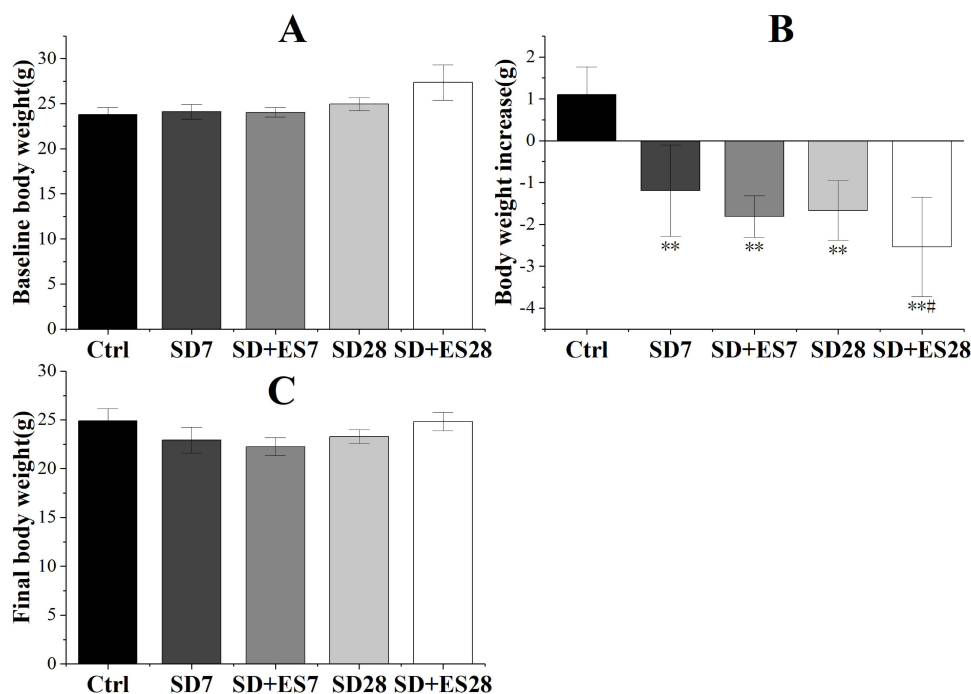 A
Baseline body weight(g)
30
25
20
15
10
5
0
Ctrl SD7 SD+ES7 SD28 SD+ES28
B
Body weight increase(g)
2
1
0
-1
-2
-3
-4
** ** ** **#
Ctrl SD7 SD+ES7 SD28 SD+ES28
C
Final body weight(g)
30
25
20
15
10
5
0
Ctrl SD7 SD+ES7 SD28 SD+ES28